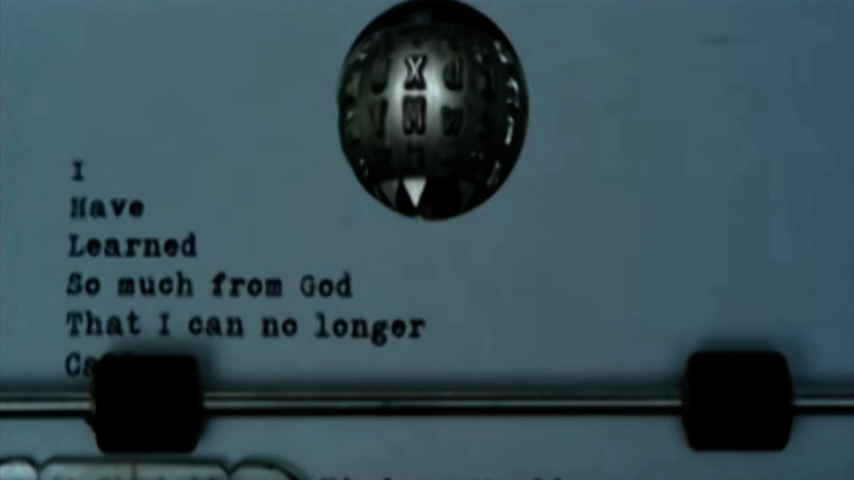 I
Have
Learned
So much from God
That I can no longer